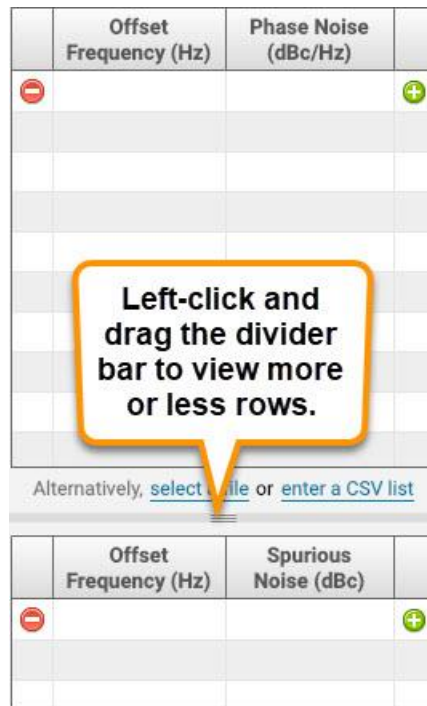 Offset Phase Noise
Frequency (Hz) (dBc/Hz)
Left-click and
drag the divider
bar to view more
or less rows.
Alternatively, select file or enter a CSV list
Offset Spurious
Frequency (Hz) Noise (dBc)